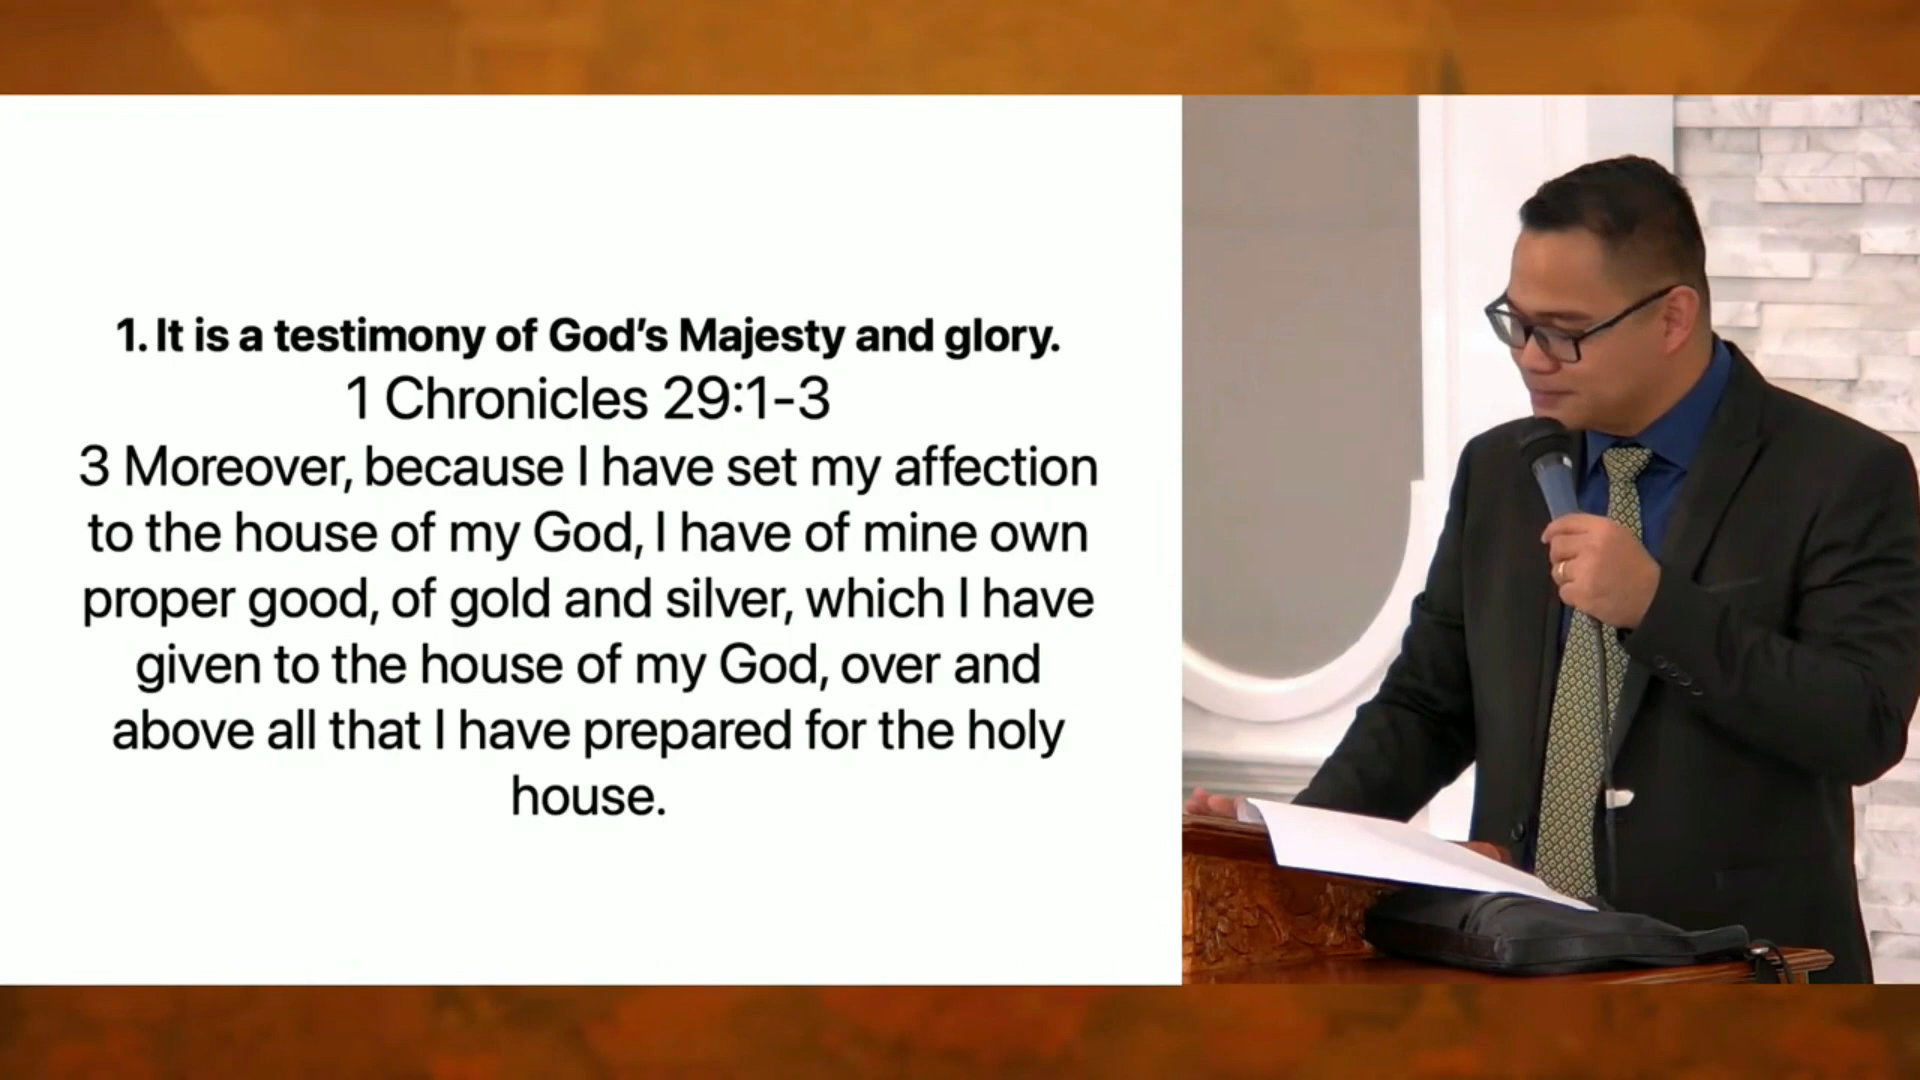 1. It is a testimony of God’s Majesty and glory.
1 Chronicles 29:1-3
3 Moreover, because I have set my affection
to the house of my God, I have of mine own
proper good, of gold and silver, which I have
given to the house of my God, over and
above all that I have prepared for the holy
house.